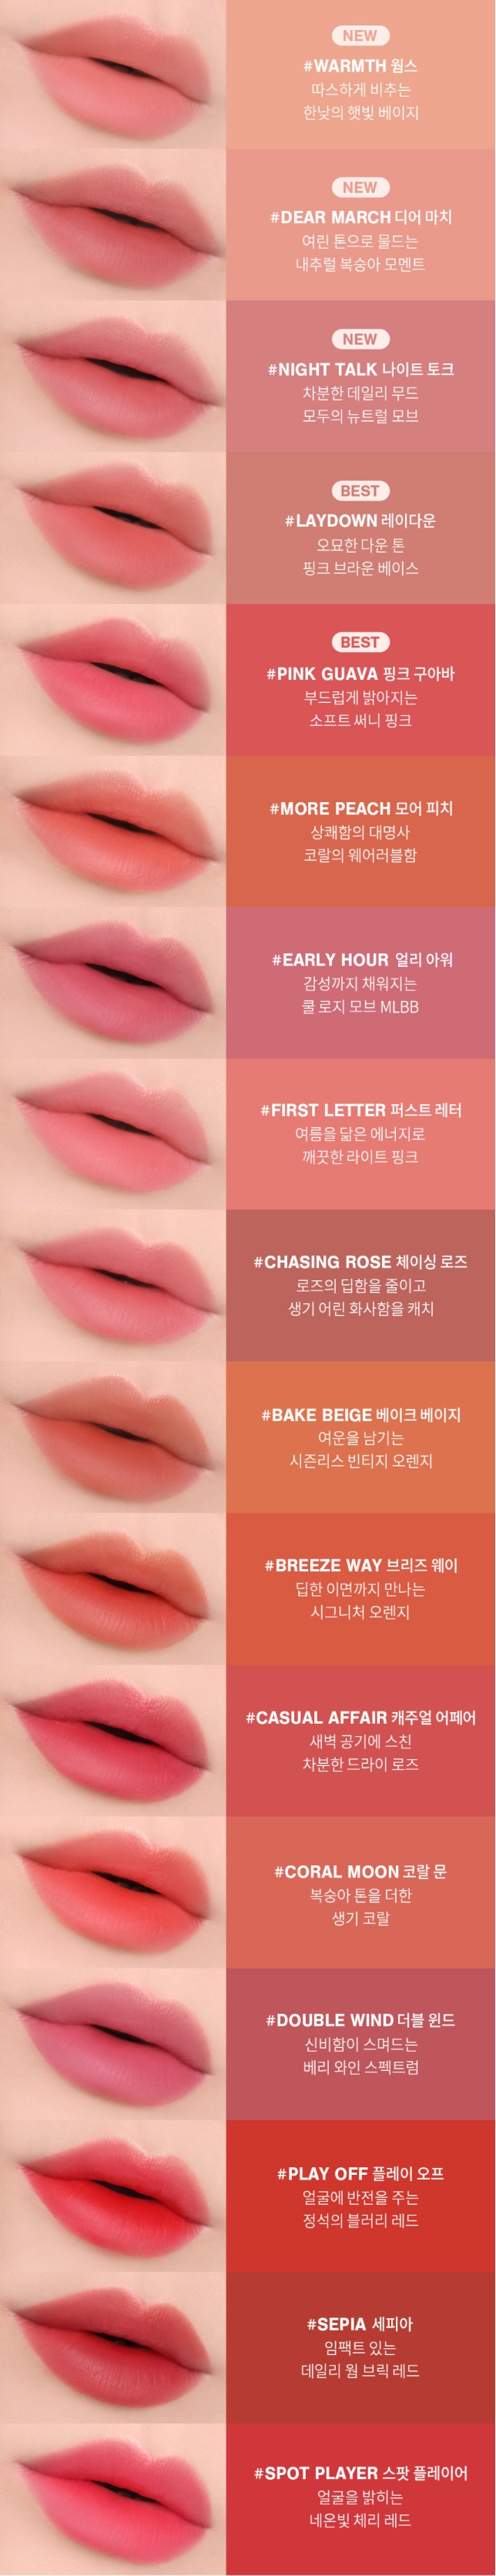 NEW
#WARMTH 웜스
따스하게 비추는
한낮의 햇빛 베이지
NEW
#DEAR MARCH 디어 마치
여린 톤으로 물드는
내추럴 복숭아 모멘트
NEW
#NIGHT TALK 나이트 토크
차분한 데일리 무드
모두의 뉴트럴 모브
BEST
#LAYDOWN 레이다운
오묘한 다운 톤
핑크 브라운 베이스
BEST
#PINK GUAVA 핑크 구아바
부드럽게 밝아지는
소프트 써니 핑크
#MORE PEACH 모어 피치
상쾌함의 대명사
코랄의 웨어러블함
#EARLY HOUR 얼리 아워
감성까지 채워지는
쿨 로지 모브 MLBB
#FIRST LETTER 퍼스트 레터
여름을 닮은 에너지로
깨끗한 라이트 핑크
#CHASING ROSE 체이싱 로즈
로즈의 딥함을 줄이고
생기 어린 화사함을 캐치
#BAKE BEIGE 베이크 베이지
여운을 남기는
시즌리스 빈티지 오렌지
#BREEZE WAY 브리즈 웨이
딥한 이면까지 만나는
시그니처 오렌지
#CASUAL AFFAIR 캐주얼 어페어
새벽 공기에 스친
차분한 드라이 로즈
#CORAL MOON 코랄 문
복숭아 톤을 더한
생기 코랄
#DOUBLE WIND 더블 윈드
신비함이 스며드는
베리 와인 스펙트럼
#PLAY OFF 플레이 오프
얼굴에 반전을 주는
정석의 블러리 레드
#SEPIA 세피아
임팩트 있는
데일리 웜 브릭 레드
#SPOT PLAYER 스팟 플레이어
얼굴을 밝히는
네온빛 체리 레드